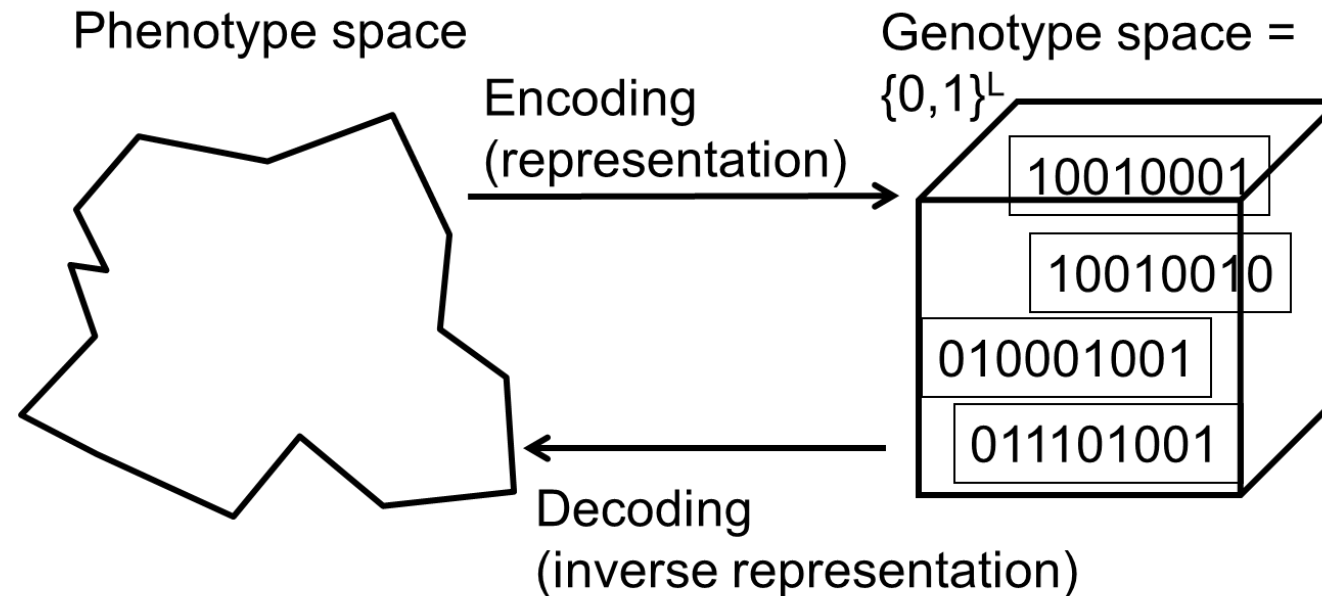 Phenotype space
Genotype space =
{0,1}ᴸ
Encoding
(representation)
10010001
10010010
010001001
011101001
Decoding
(inverse representation)